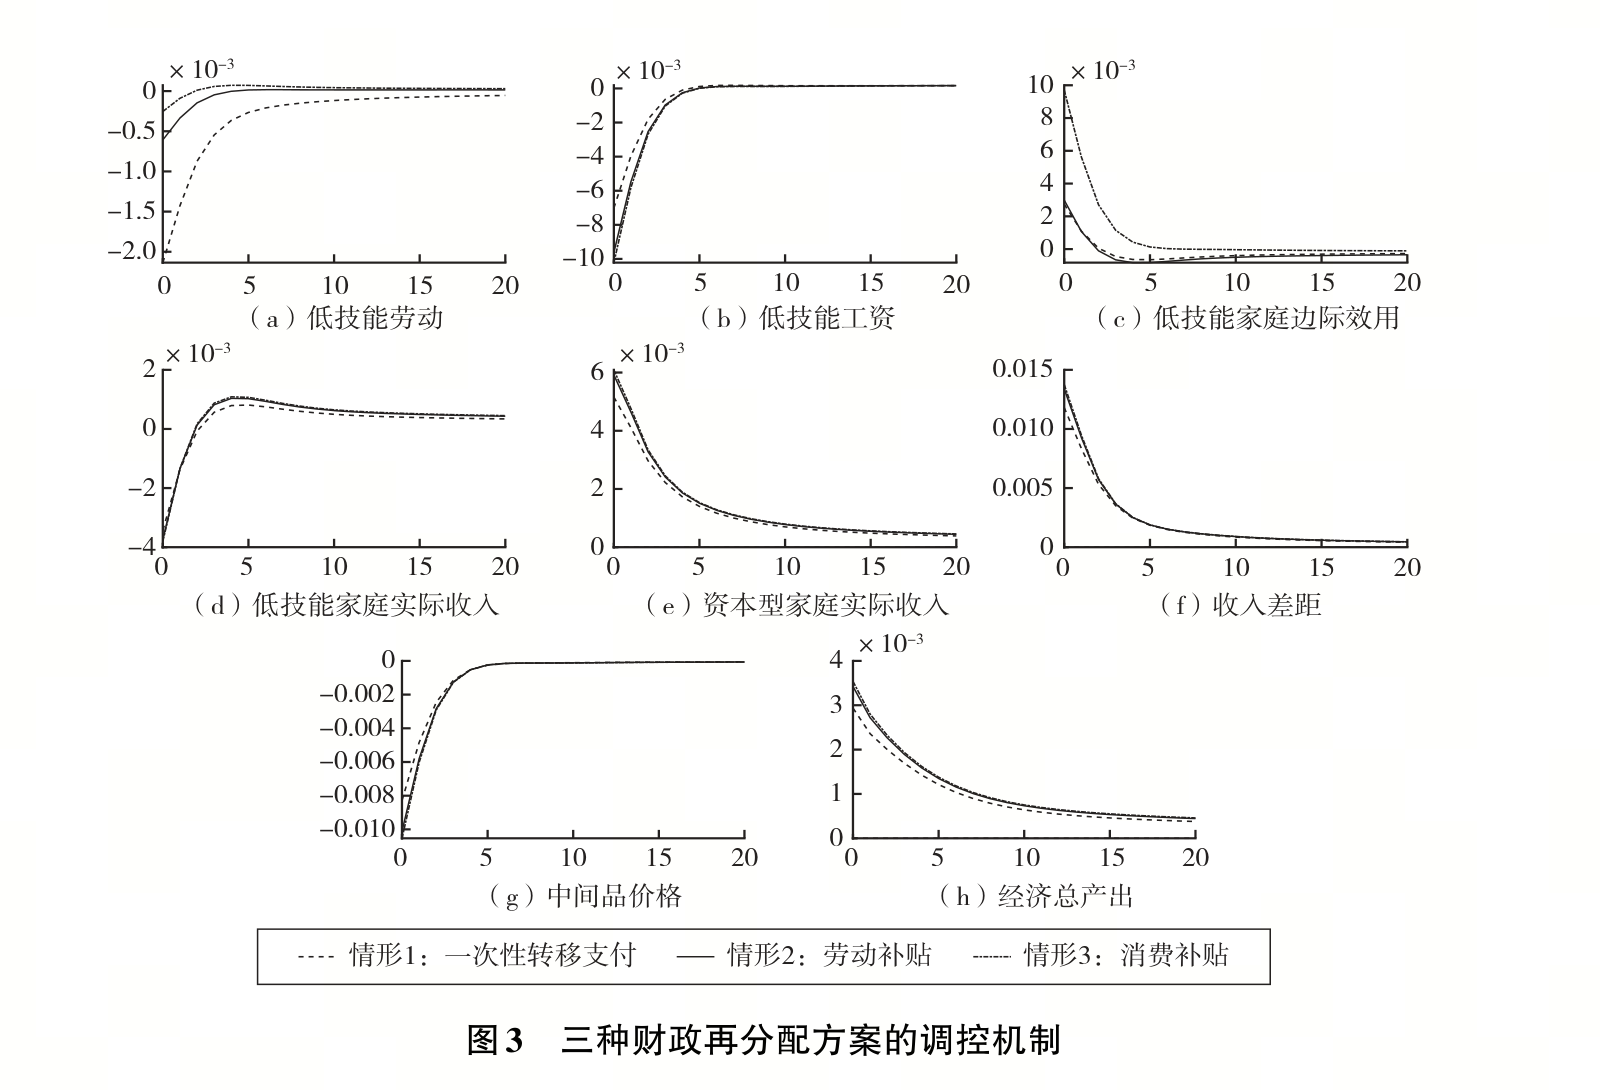 × 10⁻³
0
–0.5
–1.0
–1.5
–2.0
0 5 10 15 20
（a）低技能劳动
× 10⁻³
0
–2
–4
–6
–8
–10
0 5 10 15 20
（b）低技能工资
× 10⁻³
10
8
6
4
2
0
0 5 10 15 20
（c）低技能家庭边际效用
× 10⁻³
2
0
–2
–4
0 5 10 15 20
（d）低技能家庭实际收入
× 10⁻³
6
4
2
0
0 5 10 15 20
（e）资本型家庭实际收入
0.015
0.010
0.005
0
0 5 10 15 20
（f）收入差距
0
–0.002
–0.004
–0.006
–0.008
–0.010
0 5 10 15 20
（g）中间品价格
× 10⁻³
4
3
2
1
0
0 5 10 15 20
（h）经济总产出
情形1：一次性转移支付 情形2：劳动补贴 情形3：消费补贴
图3 三种财政再分配方案的调控机制